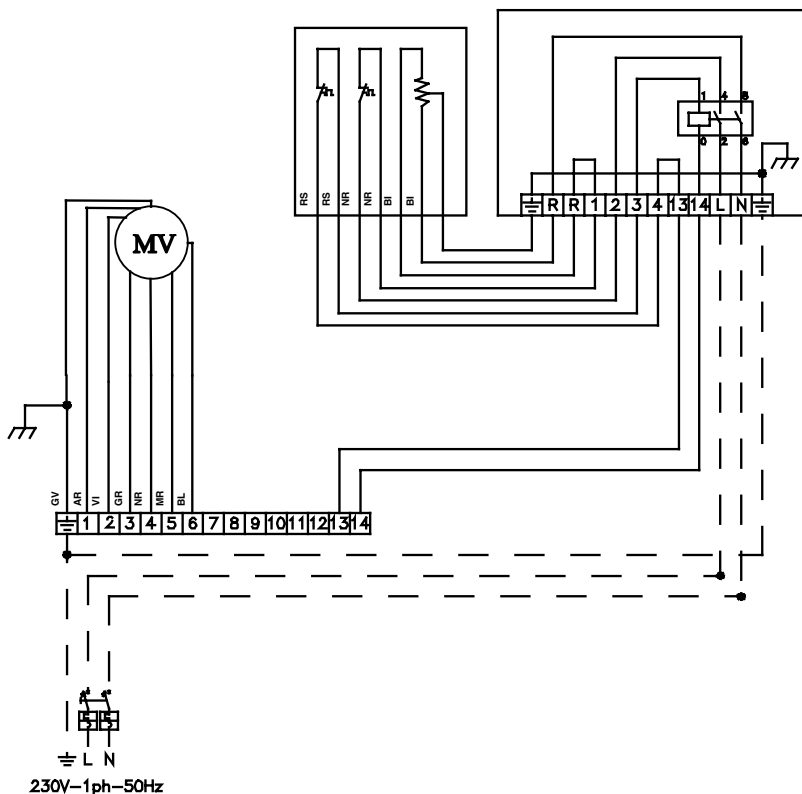 1 4 8
0 2 6
RS RS NR NR BI BI
R R 1 2 3 4 13 14 L N
MV
GV AR VI GR NR MR BL
1 2 3 4 5 6 7 8 9 10 11 12 13 14
L N
230V-1ph-50Hz